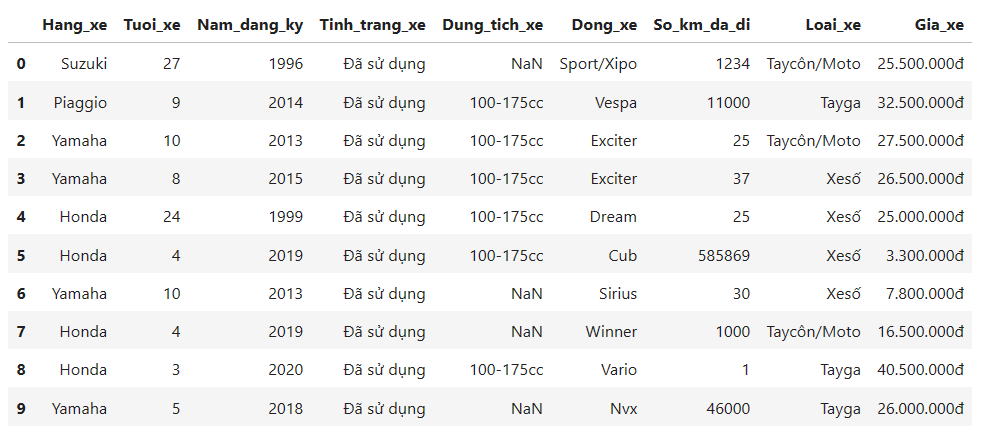 Hang_xe Tuoi_xe Nam_dang_ky Tinh_trang_xe Dung_tich_xe Dong_xe So_km_da_di Loai_xe Gia_xe
0 Suzuki 27 1996 Đã sử dụng NaN Sport/Xipo 1234 Taycôn/Moto 25.500.000đ
1 Piaggio 9 2014 Đã sử dụng 100-175cc Vespa 11000 Tayga 32.500.000đ
2 Yamaha 10 2013 Đã sử dụng 100-175cc Exciter 25 Taycôn/Moto 27.500.000đ
3 Yamaha 8 2015 Đã sử dụng 100-175cc Exciter 37 Xesố 26.500.000đ
4 Honda 24 1999 Đã sử dụng 100-175cc Dream 25 Xesố 25.000.000đ
5 Honda 4 2019 Đã sử dụng 100-175cc Cub 585869 Xesố 3.300.000đ
6 Yamaha 10 2013 Đã sử dụng NaN Sirius 30 Xesố 7.800.000đ
7 Honda 4 2019 Đã sử dụng NaN Winner 1000 Taycôn/Moto 16.500.000đ
8 Honda 3 2020 Đã sử dụng 100-175cc Vario 1 Tayga 40.500.000đ
9 Yamaha 5 2018 Đã sử dụng NaN Nvx 46000 Tayga 26.000.000đ